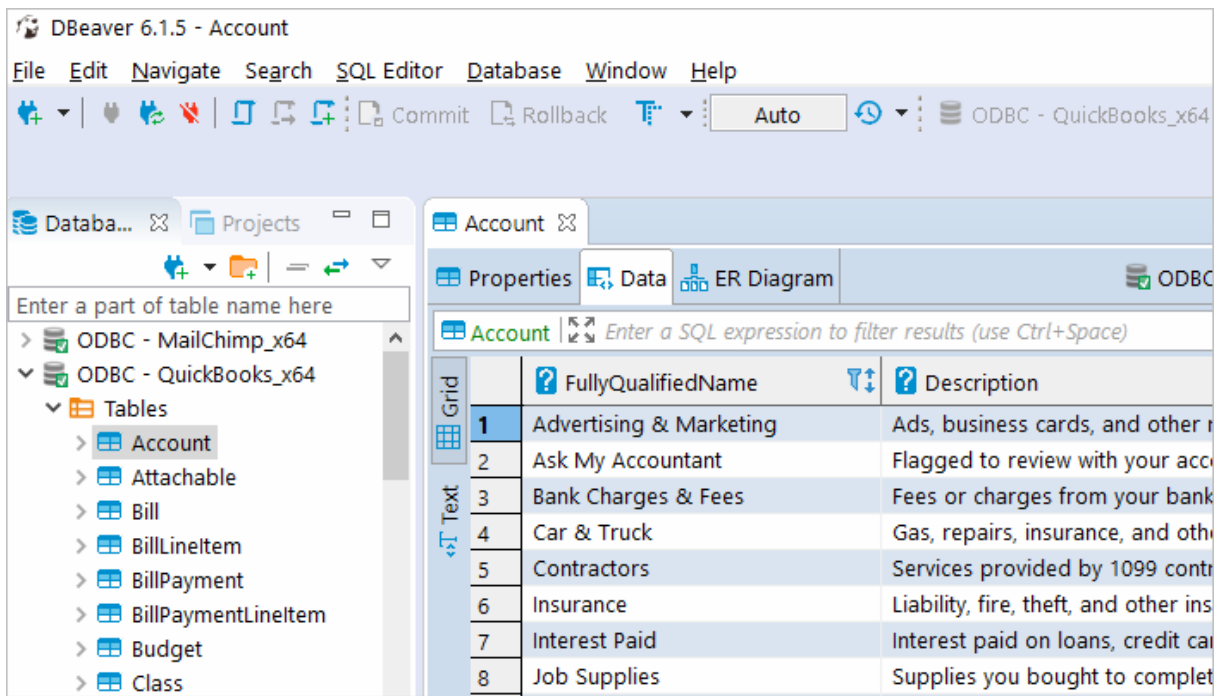 DBeaver 6.1.5 - Account
File Edit Navigate Search SQL Editor Database Window Help
Commit Rollback Auto ODBC - QuickBooks_x64
Databa... Projects
Enter a part of table name here
ODBC - MailChimp_x64
ODBC - QuickBooks_x64
Tables
Account
Attachable
Bill
BillLineItem
BillPayment
BillPaymentLineItem
Budget
Class
Account
Properties Data ER Diagram ODBC
Account Enter a SQL expression to filter results (use Ctrl+Space)
Grid
Text
FullyQualifiedName Description
1 Advertising & Marketing Ads, business cards, and other
2 Ask My Accountant Flagged to review with your acc
3 Bank Charges & Fees Fees or charges from your bank
4 Car & Truck Gas, repairs, insurance, and oth
5 Contractors Services provided by 1099 contr
6 Insurance Liability, fire, theft, and other ins
7 Interest Paid Interest paid on loans, credit ca
8 Job Supplies Supplies you bought to complet